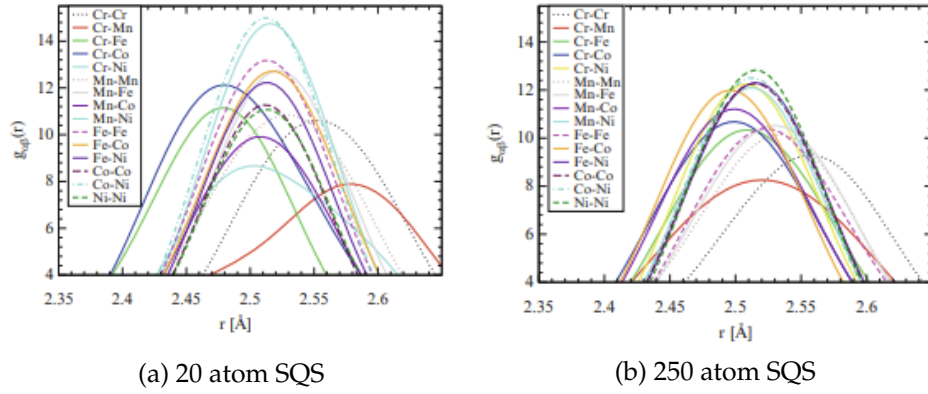 Cr-Cr
Cr-Mn
Cr-Fe
Cr-Co
Cr-Ni
Mn-Mn
Mn-Fe
Mn-Co
Mn-Ni
Fe-Fe
Fe-Co
Fe-Ni
Co-Co
Co-Ni
Ni-Ni
14
12
10
8
6
4
gαβ(r)
2.35 2.4 2.45 2.5 2.55 2.6
r [Å]
(a) 20 atom SQS
Cr-Cr
Cr-Mn
Cr-Fe
Cr-Co
Cr-Ni
Mn-Mn
Mn-Fe
Mn-Co
Mn-Ni
Fe-Fe
Fe-Co
Fe-Ni
Co-Co
Co-Ni
Ni-Ni
14
12
10
8
6
4
gαβ(r)
2.35 2.4 2.45 2.5 2.55 2.6
r [Å]
(b) 250 atom SQS